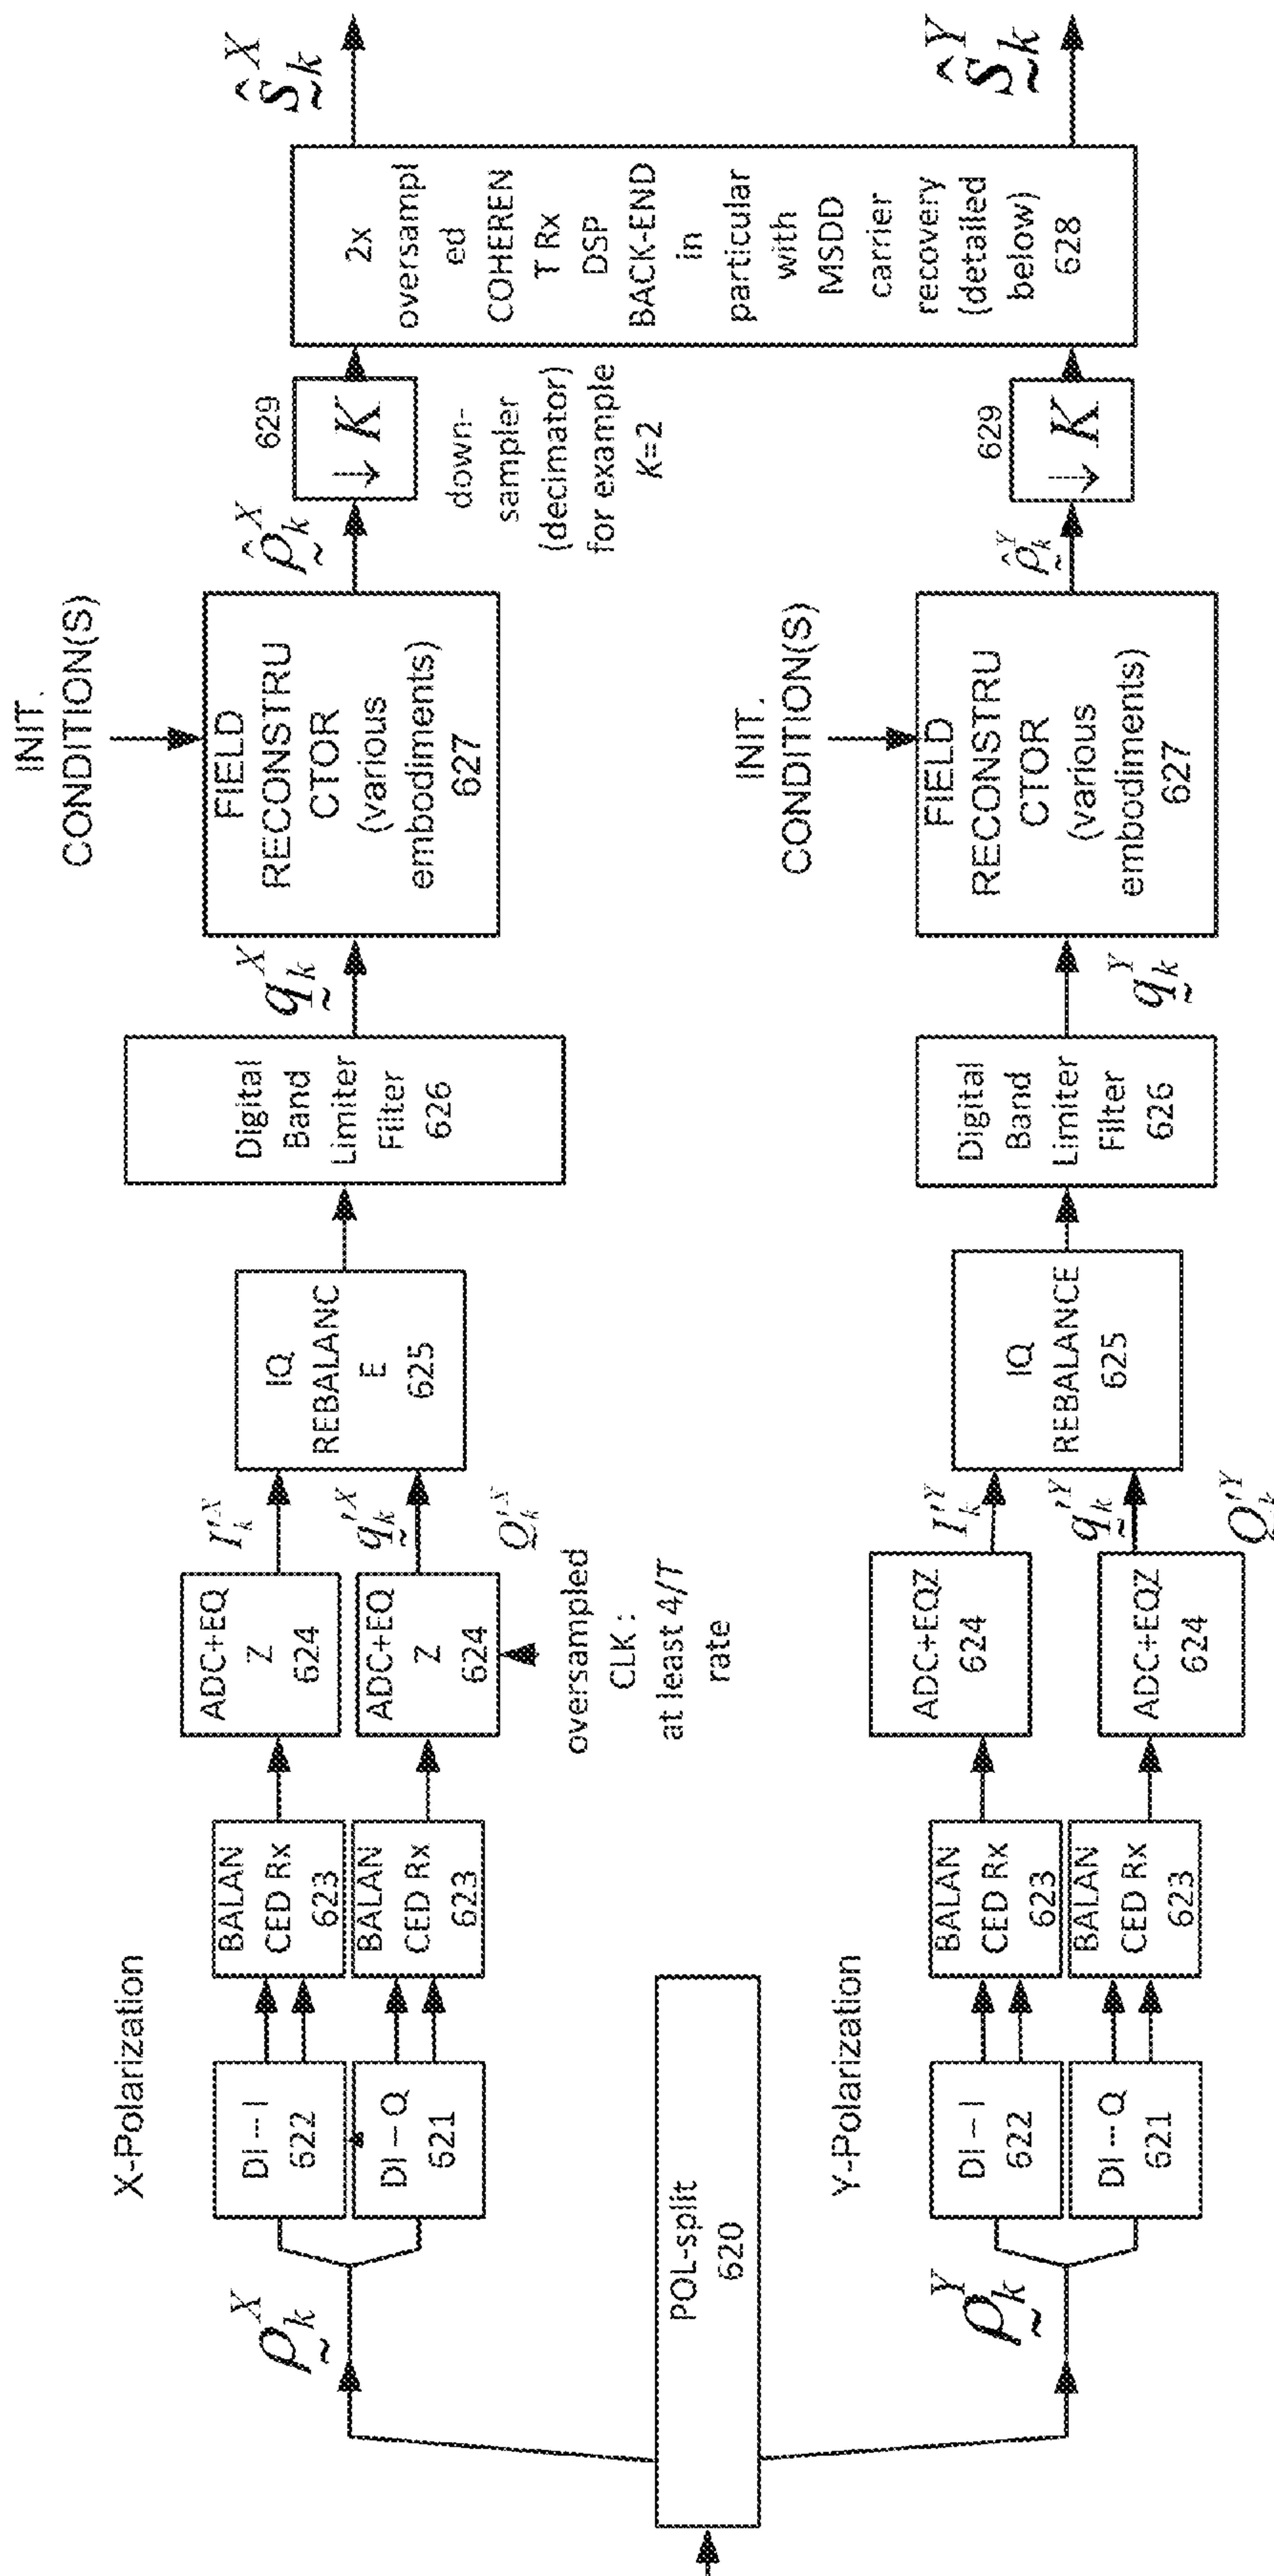 POL-split
620
X-Polarization
ρ̰ₖ^X
DI – I
622
DI – Q
621
BALAN
CED Rx
623
BALAN
CED Rx
623
ADC+EQ
Z
624
ADC+EQ
Z
624
I'ₖ^X
q̰'ₖ^X
Q'ₖ^X
oversampled
CLK :
at least 4/T
rate
IQ
REBALANC
E
625
Digital
Band
Limiter
Filter
626
q̰ₖ^X
INIT.
CONDITION(S)
FIELD
RECONSTRU
CTOR
(various
embodiments)
627
ρ̰̂ₖ^X
629
↓ K
down-
sampler
(decimator)
for example
K=2
2x
oversampl
ed
COHEREN
T Rx
DSP
BACK-END
in
particular
with
MSDD
carrier
recovery
(detailed
below)
628
ŝ̰ₖ^X
Y-Polarization
ρ̰ₖ^Y
DI – I
622
DI – Q
621
BALAN
CED Rx
623
BALAN
CED Rx
623
ADC+EQZ
624
ADC+EQZ
624
I'ₖ^Y
q̰'ₖ^Y
Q'ₖ^Y
IQ
REBALANCE
625
Digital
Band
Limiter
Filter
626
q̰ₖ^Y
INIT.
CONDITION(S)
FIELD
RECONSTRU
CTOR
(various
embodiments)
627
ρ̰̂ₖ^Y
629
↓ K
ŝ̰ₖ^Y